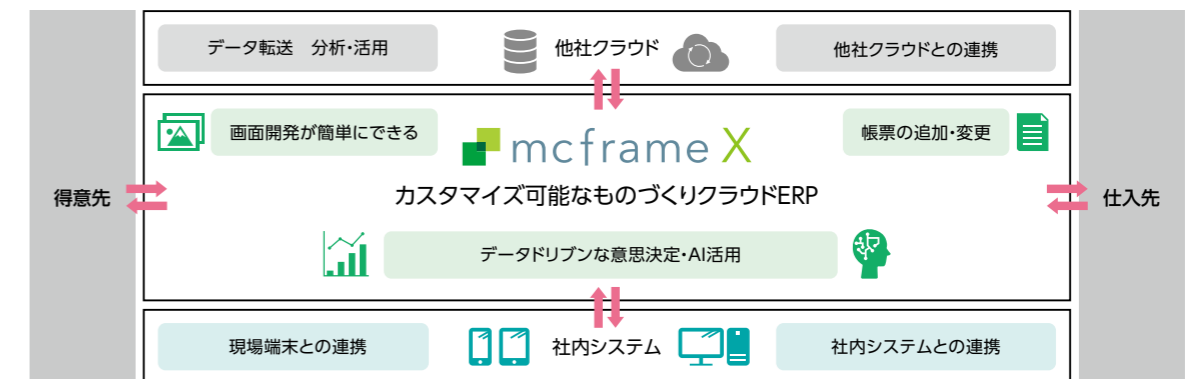 データ転送　分析・活用
他社クラウド
他社クラウドとの連携
画面開発が簡単にできる
mcframe X
帳票の追加・変更
得意先
カスタマイズ可能なものづくりクラウドERP
仕入先
データドリブンな意思決定・AI活用
現場端末との連携
社内システム
社内システムとの連携